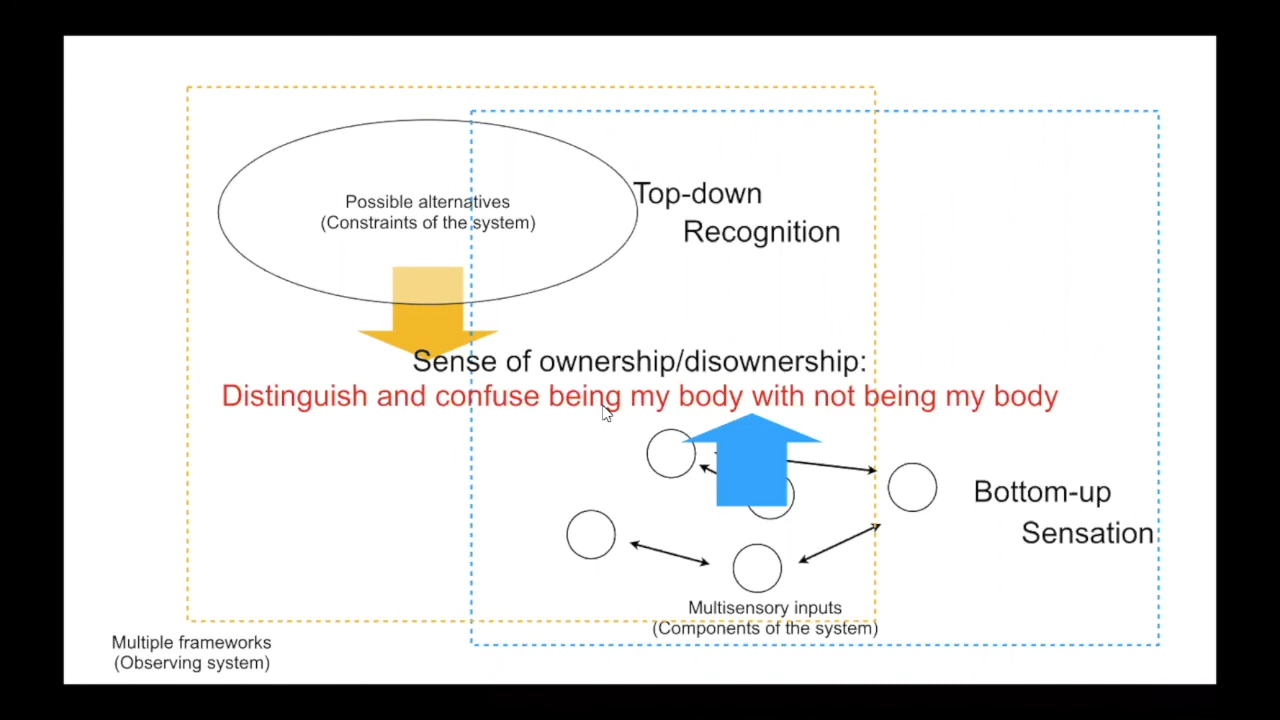 Possible alternatives
(Constraints of the system)
Top-down
Recognition
Sense of ownership/disownership:
Distinguish and confuse being my body with not being my body
Bottom-up
Sensation
Multisensory inputs
(Components of the system)
Multiple frameworks
(Observing system)